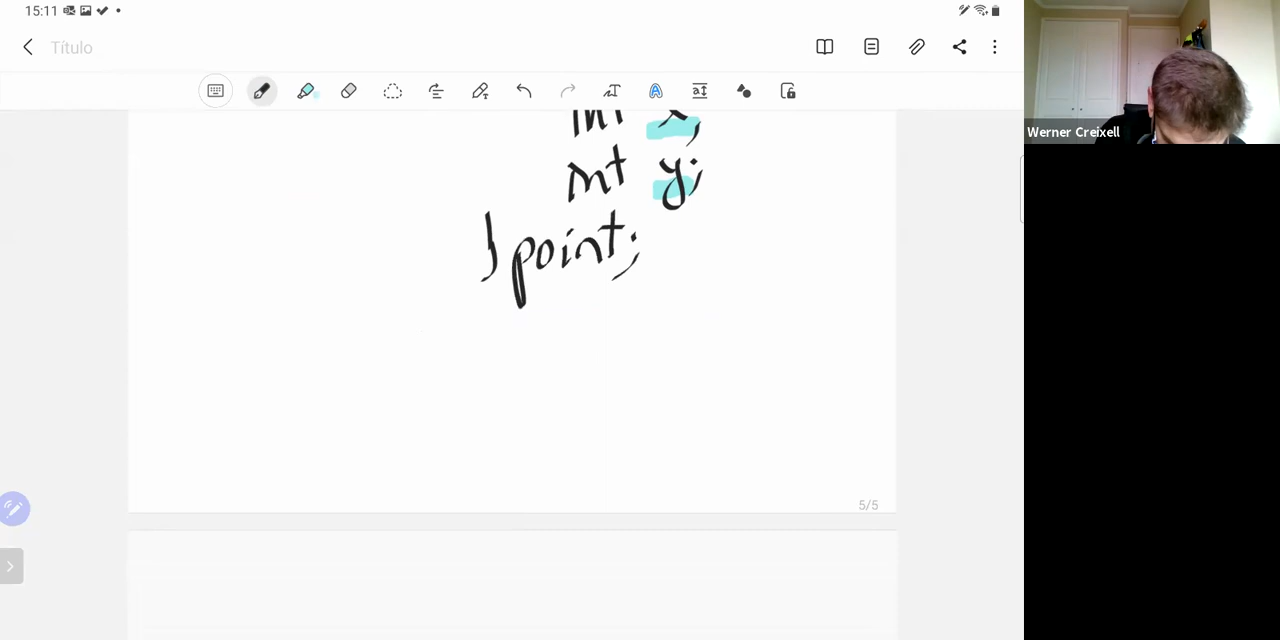 15:11
Título
int x;
int y;
} point;
5/5
Werner Creixell